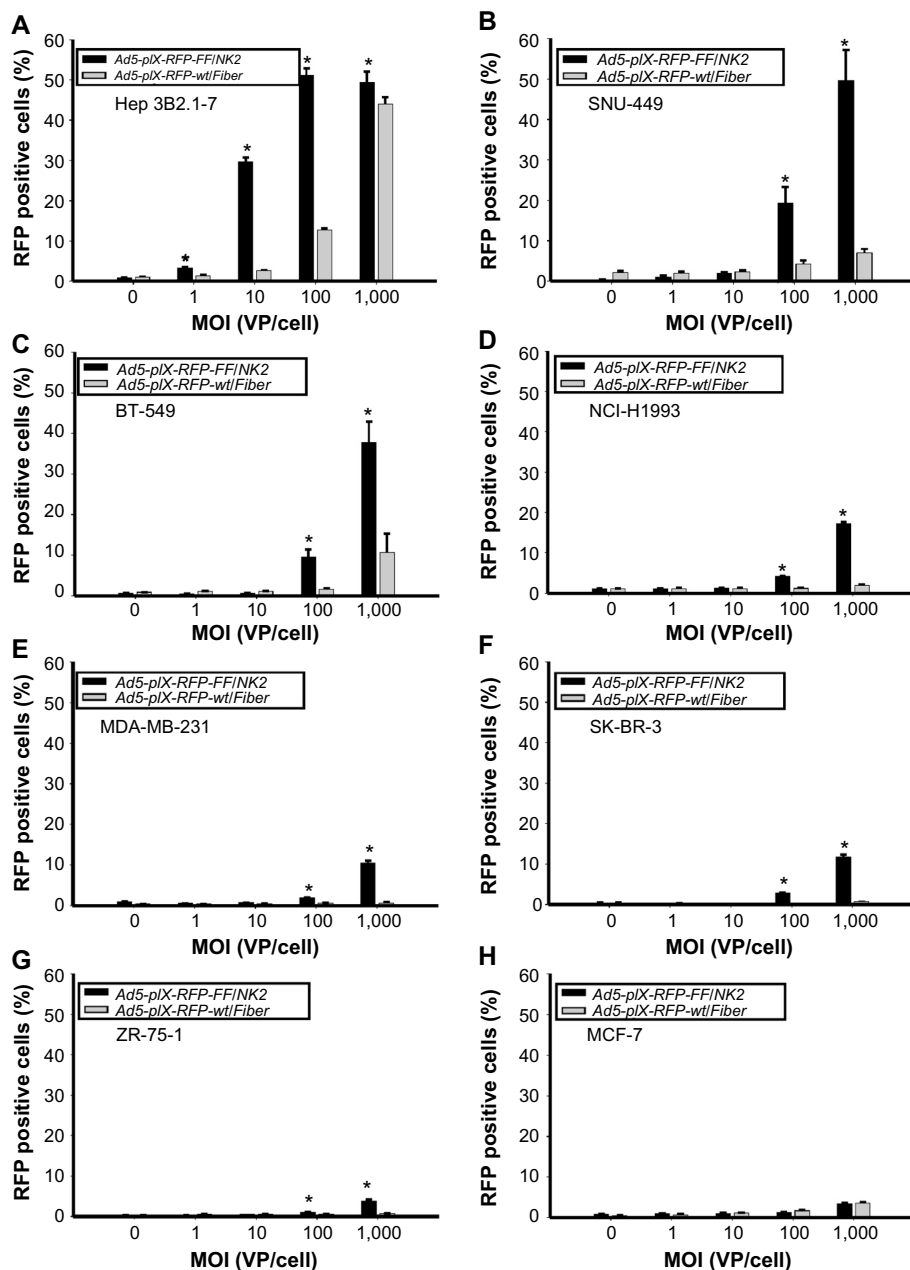 A
RFP positive cells (%)
60
50
40
30
20
10
0
Ad5-pIX-RFP-FF/NK2
Ad5-pIX-RFP-wt/Fiber
Hep 3B2.1-7
*
*
*
*
0 1 10 100 1,000
MOI (VP/cell)
B
RFP positive cells (%)
60
50
40
30
20
10
0
Ad5-pIX-RFP-FF/NK2
Ad5-pIX-RFP-wt/Fiber
SNU-449
*
*
0 1 10 100 1,000
MOI (VP/cell)
C
RFP positive cells (%)
60
50
40
30
20
10
0
Ad5-pIX-RFP-FF/NK2
Ad5-pIX-RFP-wt/Fiber
BT-549
*
*
0 1 10 100 1,000
MOI (VP/cell)
D
RFP positive cells (%)
60
50
40
30
20
10
0
Ad5-pIX-RFP-FF/NK2
Ad5-pIX-RFP-wt/Fiber
NCI-H1993
*
*
0 1 10 100 1,000
MOI (VP/cell)
E
RFP positive cells (%)
60
50
40
30
20
10
0
Ad5-pIX-RFP-FF/NK2
Ad5-pIX-RFP-wt/Fiber
MDA-MB-231
*
*
0 1 10 100 1,000
MOI (VP/cell)
F
RFP positive cells (%)
60
50
40
30
20
10
0
Ad5-pIX-RFP-FF/NK2
Ad5-pIX-RFP-wt/Fiber
SK-BR-3
*
*
0 1 10 100 1,000
MOI (VP/cell)
G
RFP positive cells (%)
60
50
40
30
20
10
0
Ad5-pIX-RFP-FF/NK2
Ad5-pIX-RFP-wt/Fiber
ZR-75-1
*
*
0 1 10 100 1,000
MOI (VP/cell)
H
RFP positive cells (%)
60
50
40
30
20
10
0
Ad5-pIX-RFP-FF/NK2
Ad5-pIX-RFP-wt/Fiber
MCF-7
0 1 10 100 1,000
MOI (VP/cell)